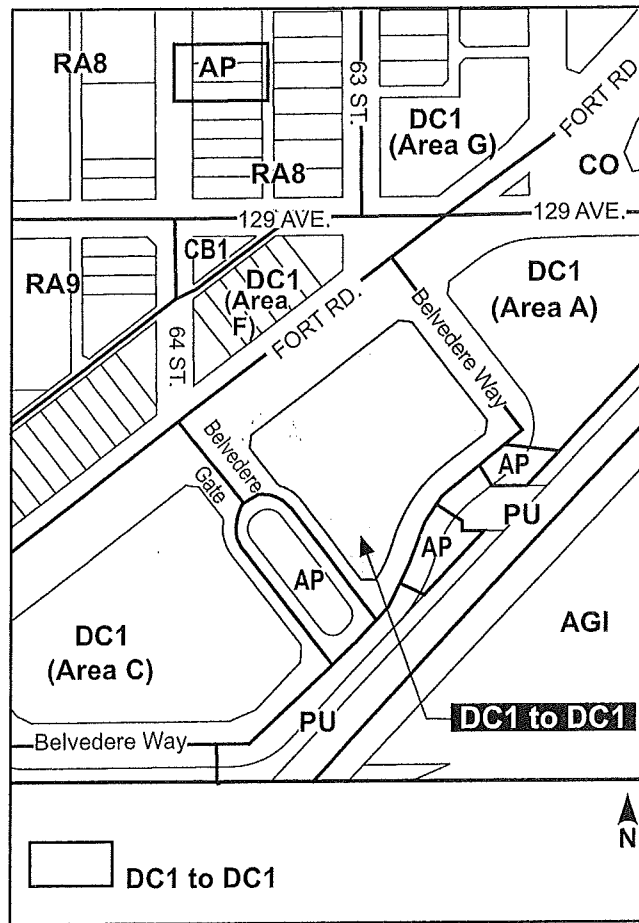 RA8
AP
63 ST.
DC1
(Area G)
FORT RD.
CO
RA8
129 AVE.
129 AVE.
CB1
RA9
DC1
(Area
F)
DC1
(Area A)
FORT RD.
Belvedere Way
64 ST.
Belvedere
Gate
AP
PU
AP
AP
DC1
(Area C)
AGI
PU
DC1 to DC1
Belvedere Way
N
DC1 to DC1